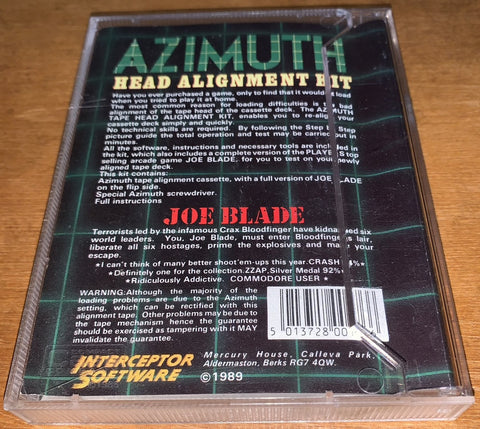 AZIMUTH
HEAD ALIGNMENT KIT
Have you ever purchased a game, only to find that it would load
when you tried to play it at home.
The most common reason for loading difficulties is the bad
alignment of the tape head of the cassette deck. The AZIMUTH
TAPE HEAD ALIGNMENT KIT, enables you to re-align your
cassette deck simply and quickly.
No technical skills are required. By following the Step by Step
picture guide the total operation and test may be carried out in
minutes.
All the software, instructions and necessary tools are included in
the kit, which also includes a complete version of the PLAYERS top
selling arcade game JOE BLADE, for you to test on your newly
aligned tape deck.
This kit contains:
Azimuth tape alignment cassette, with a full version of JOE BLADE
on the flip side.
Special Azimuth screwdriver.
Full instructions
JOE BLADE
Terrorists led by the infamous Crax Bloodfinger have kidnapped six
world leaders. You, Joe Blade, must enter Bloodfingers lair,
liberate all six hostages, prime the explosives and make your
escape.
★I can't think of many better shoot'em-ups this year.CRASH %★
★Definitely one for the collection.ZZAP,Silver Medal 92%★
★Ridiculously Addictive. COMMODORE USER★
WARNING:Although the majority of the
loading problems are due to the Azimuth
setting, which can be rectified with this
alignment tape. Other problems may be due to
the tape mechanism hence the guarantee
should be exercised as tampering with it MAY
invalidate the guarantee.
5 013728 00
INTERCEPTOR
SOFTWARE
Mercury House, Calleva Park,
Aldermaston, Berks RG7 4QW.
©1989